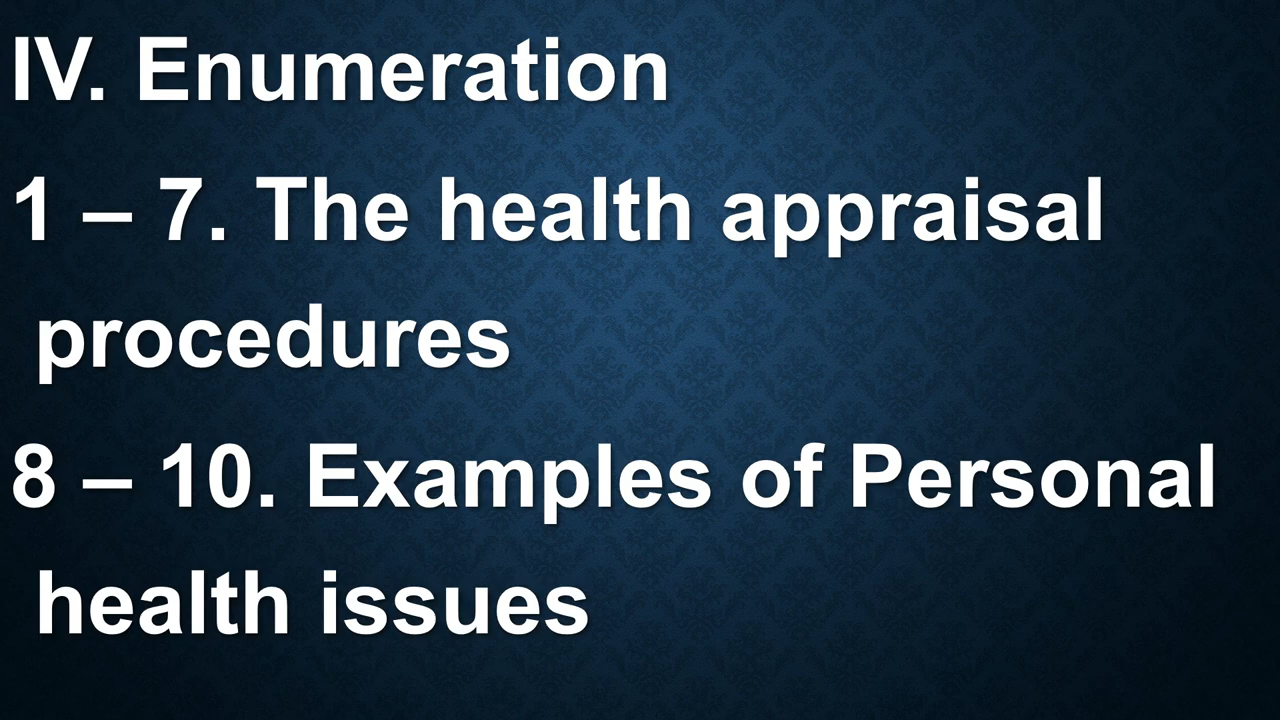 IV. Enumeration
1 – 7. The health appraisal
procedures
8 – 10. Examples of Personal
health issues